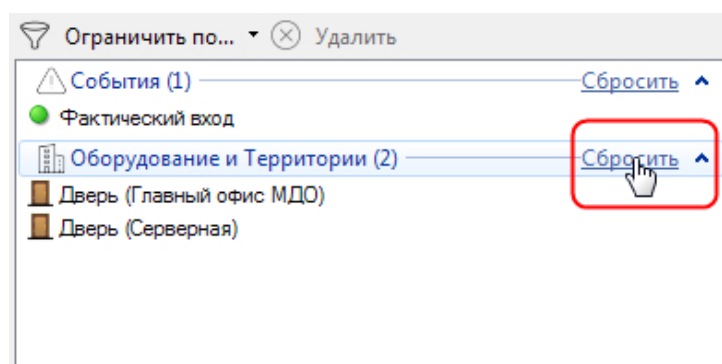 Ограничить по... Удалить
События (1) Сбросить
Фактический вход
Оборудование и Территории (2) Сбросить
Дверь (Главный офис МДО)
Дверь (Серверная)